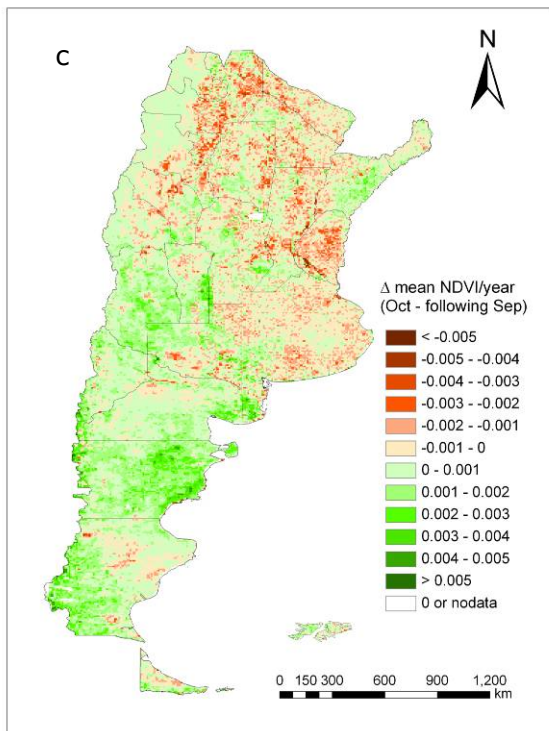 c
N
Δ mean NDVI/year
(Oct - following Sep)
< -0.005
-0.005 - -0.004
-0.004 - -0.003
-0.003 - -0.002
-0.002 - -0.001
-0.001 - 0
0 - 0.001
0.001 - 0.002
0.002 - 0.003
0.003 - 0.004
0.004 - 0.005
> 0.005
0 or nodata
0 150 300 600 900 1,200
km